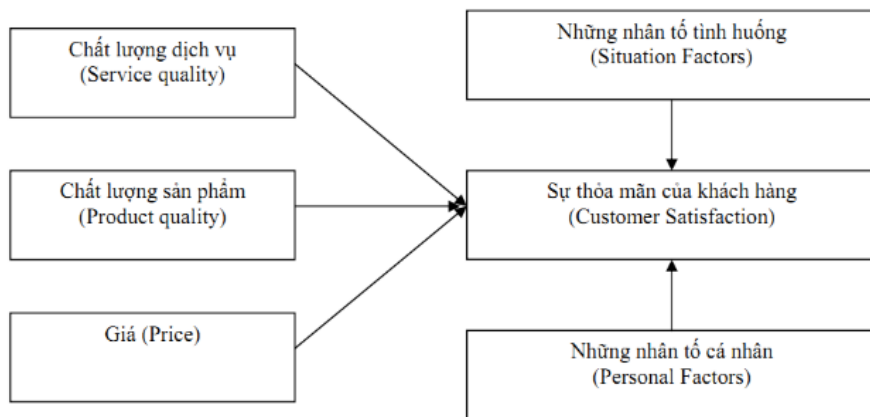 Chất lượng dịch vụ
(Service quality)
Những nhân tố tình huống
(Situation Factors)
Chất lượng sản phẩm
(Product quality)
Sự thỏa mãn của khách hàng
(Customer Satisfaction)
Giá (Price)
Những nhân tố cá nhân
(Personal Factors)